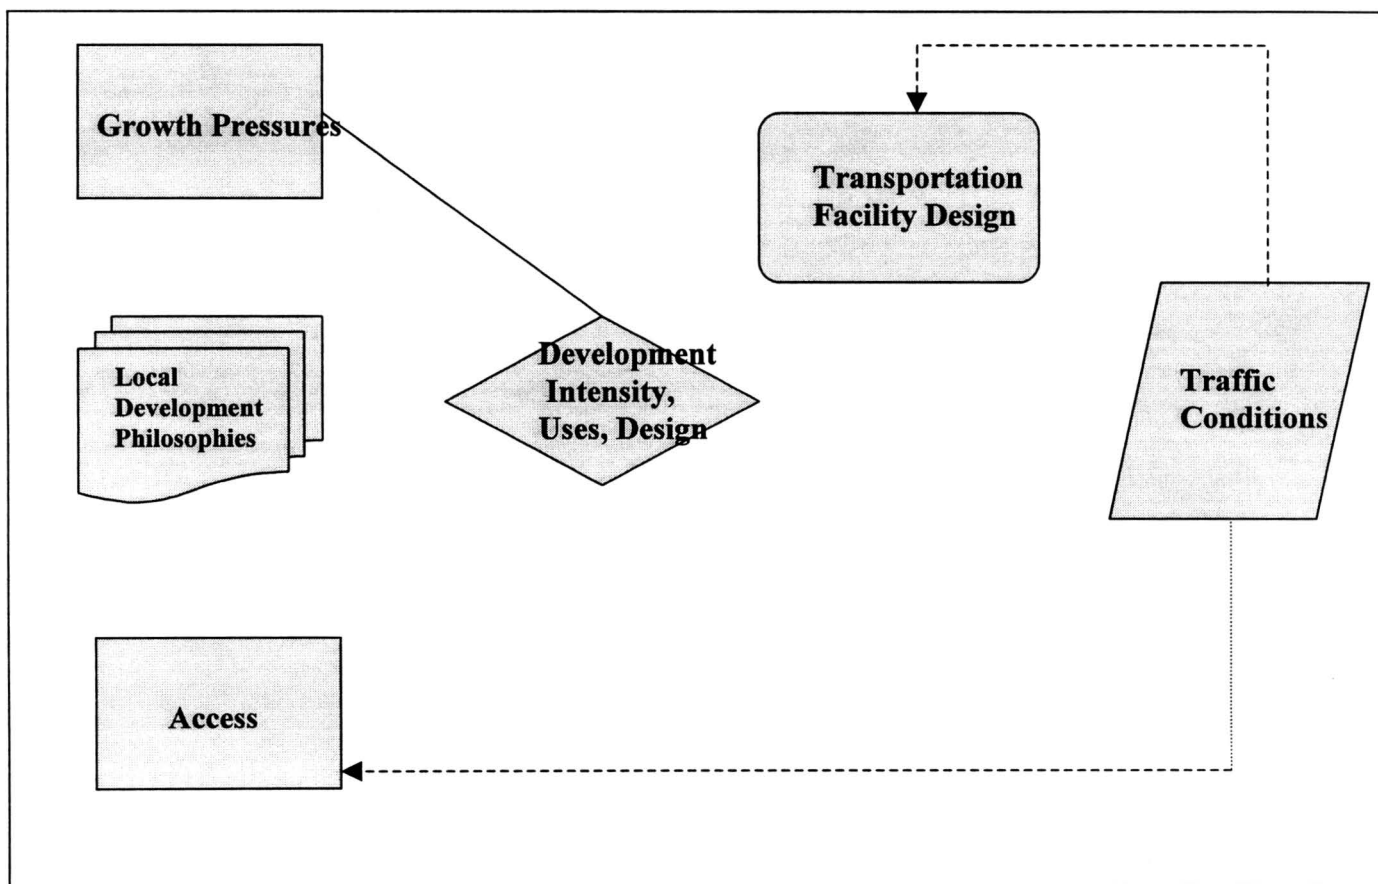 Growth Pressures
Transportation
Facility Design
Local
Development
Philosophies
Development
Intensity,
Uses, Design
Traffic
Conditions
Access